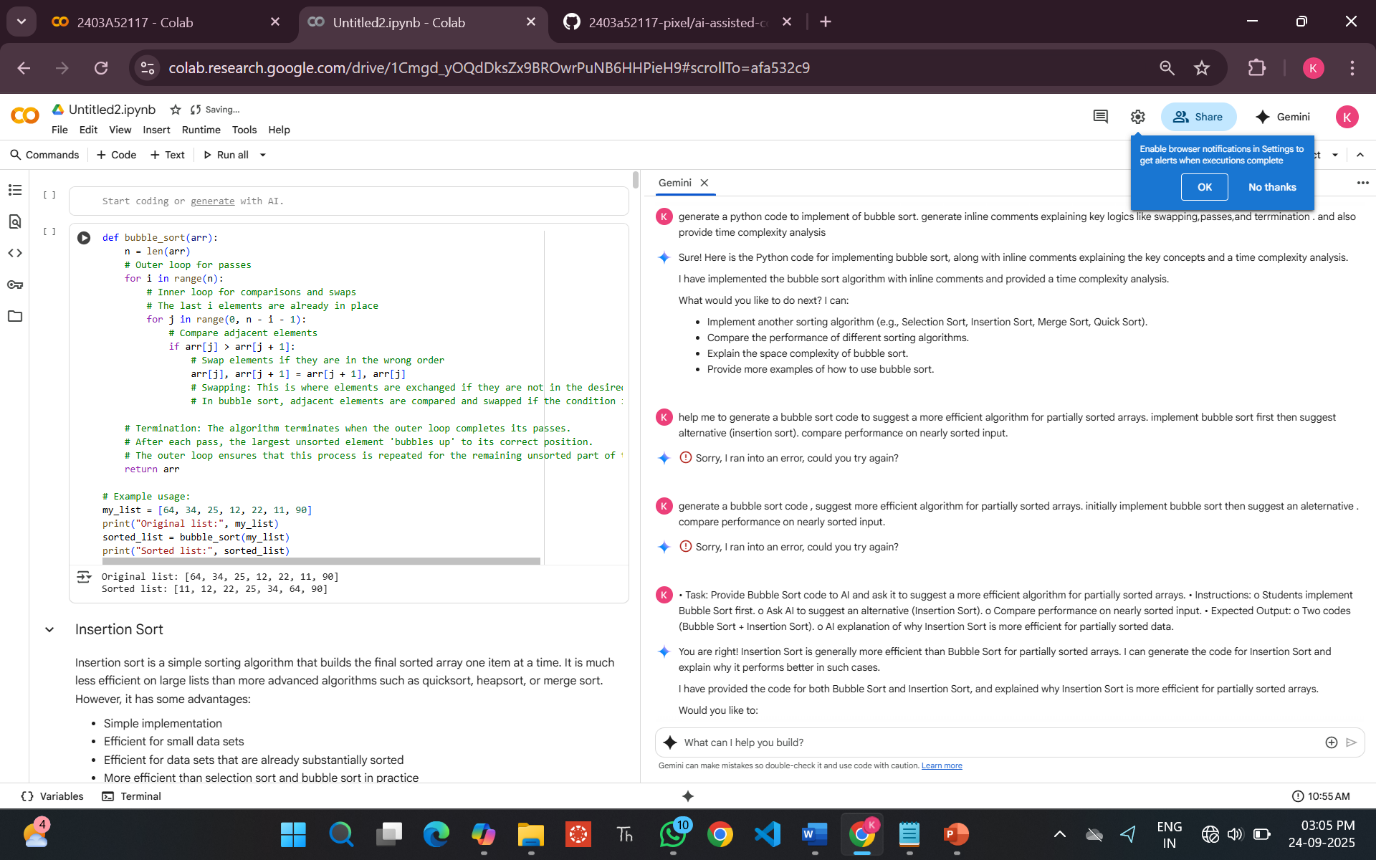 2403A52117 - Colab
Untitled2.ipynb - Colab
2403a52117-pixel/ai-assisted-c
colab.research.google.com/drive/1Cmgd_yOQdDksZx9BROwrPuNB6HHPieH9#scrollTo=afa532c9
K
CO
Untitled2.ipynb
Saving...
File Edit View Insert Runtime Tools Help
Share
Gemini
K
Commands + Code + Text Run all
Enable browser notifications in Settings to
get alerts when executions complete
OK No thanks
[ ] Start coding or generate with AI.
[ ]
def bubble_sort(arr):
n = len(arr)
# Outer loop for passes
for i in range(n):
# Inner loop for comparisons and swaps
# The last i elements are already in place
for j in range(0, n - i - 1):
# Compare adjacent elements
if arr[j] > arr[j + 1]:
# Swap elements if they are in the wrong order
arr[j], arr[j + 1] = arr[j + 1], arr[j]
# Swapping: This is where elements are exchanged if they are not in the desire
# In bubble sort, adjacent elements are compared and swapped if the condition
# Termination: The algorithm terminates when the outer loop completes its passes.
# After each pass, the largest unsorted element 'bubbles up' to its correct position.
# The outer loop ensures that this process is repeated for the remaining unsorted part of
return arr
# Example usage:
my_list = [64, 34, 25, 12, 22, 11, 90]
print("Original list:", my_list)
sorted_list = bubble_sort(my_list)
print("Sorted list:", sorted_list)
Original list: [64, 34, 25, 12, 22, 11, 90]
Sorted list: [11, 12, 22, 25, 34, 64, 90]
Insertion Sort
Insertion sort is a simple sorting algorithm that builds the final sorted array one item at a time. It is much
less efficient on large lists than more advanced algorithms such as quicksort, heapsort, or merge sort.
However, it has some advantages:
• Simple implementation
• Efficient for small data sets
• Efficient for data sets that are already substantially sorted
• More efficient than selection sort and bubble sort in practice
Gemini
K
generate a python code to implement of bubble sort. generate inline comments explaining key logics like swapping,passes,and terrmination . and also
provide time complexity analysis
Sure! Here is the Python code for implementing bubble sort, along with inline comments explaining the key concepts and a time complexity analysis.
I have implemented the bubble sort algorithm with inline comments and provided a time complexity analysis.
What would you like to do next? I can:
• Implement another sorting algorithm (e.g., Selection Sort, Insertion Sort, Merge Sort, Quick Sort).
• Compare the performance of different sorting algorithms.
• Explain the space complexity of bubble sort.
• Provide more examples of how to use bubble sort.
K
help me to generate a bubble sort code to suggest a more efficient algorithm for partially sorted arrays. implement bubble sort first then suggest
alternative (insertion sort). compare performance on nearly sorted input.
Sorry, I ran into an error, could you try again?
K
generate a bubble sort code , suggest more efficient algorithm for partially sorted arrays. initially implement bubble sort then suggest an aleternative .
compare performance on nearly sorted input.
Sorry, I ran into an error, could you try again?
K
• Task: Provide Bubble Sort code to AI and ask it to suggest a more efficient algorithm for partially sorted arrays. • Instructions: o Students implement
Bubble Sort first. o Ask AI to suggest an alternative (Insertion Sort). o Compare performance on nearly sorted input. • Expected Output: o Two codes
(Bubble Sort + Insertion Sort). o AI explanation of why Insertion Sort is more efficient for partially sorted data.
You are right! Insertion Sort is generally more efficient than Bubble Sort for partially sorted arrays. I can generate the code for Insertion Sort and
explain why it performs better in such cases.
I have provided the code for both Bubble Sort and Insertion Sort, and explained why Insertion Sort is more efficient for partially sorted arrays.
Would you like to:
What can I help you build?
Gemini can make mistakes so double-check it and use code with caution. Learn more
Variables Terminal
10:55 AM
4
Th
10
K
ENG
IN
03:05 PM
24-09-2025